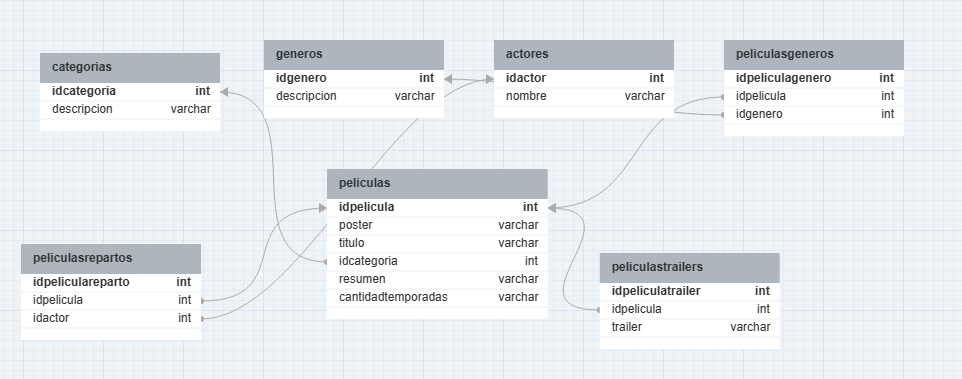 categorias
idcategoria int
descripcion varchar
generos
idgenero int
descripcion varchar
actores
idactor int
nombre varchar
peliculasgeneros
idpeliculagenero int
idpelicula int
idgenero int
peliculas
idpelicula int
poster varchar
titulo varchar
idcategoria int
resumen varchar
cantidadtemporadas varchar
peliculasrepartos
idpeliculareparto int
idpelicula int
idactor int
peliculastrailers
idpeliculatrailer int
idpelicula int
trailer varchar